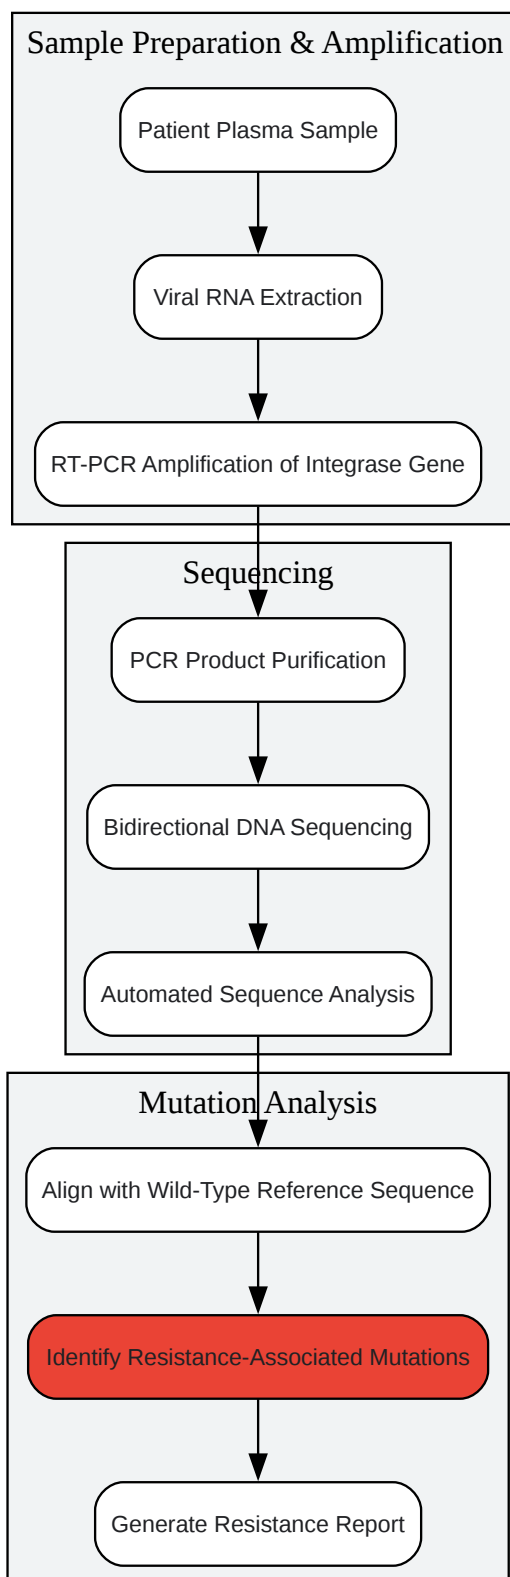 Sample Preparation & Amplification
Patient Plasma Sample
Viral RNA Extraction
RT-PCR Amplification of Integrase Gene
Sequencing
PCR Product Purification
Bidirectional DNA Sequencing
Automated Sequence Analysis
Mutation Analysis
Align with Wild-Type Reference Sequence
Identify Resistance-Associated Mutations
Generate Resistance Report